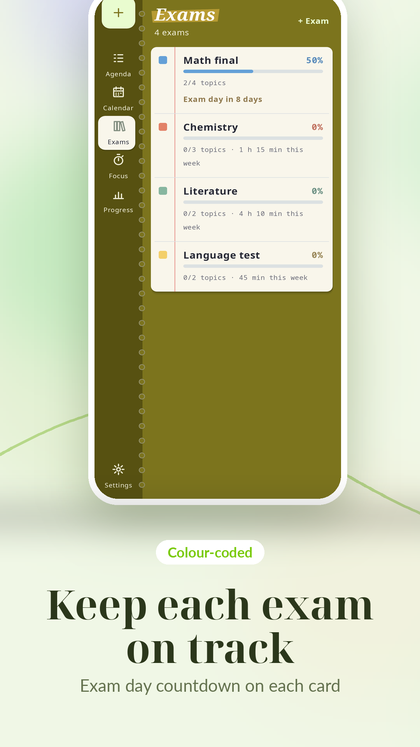 +
Agenda
Calendar
Exams
Focus
Progress
Settings
Exams
+ Exam
4 exams
Math final 50%
2/4 topics
Exam day in 8 days
Chemistry 0%
0/3 topics · 1 h 15 min this
week
Literature 0%
0/2 topics · 4 h 10 min this
week
Language test 0%
0/2 topics · 45 min this week
Colour-coded
Keep each exam
on track
Exam day countdown on each card